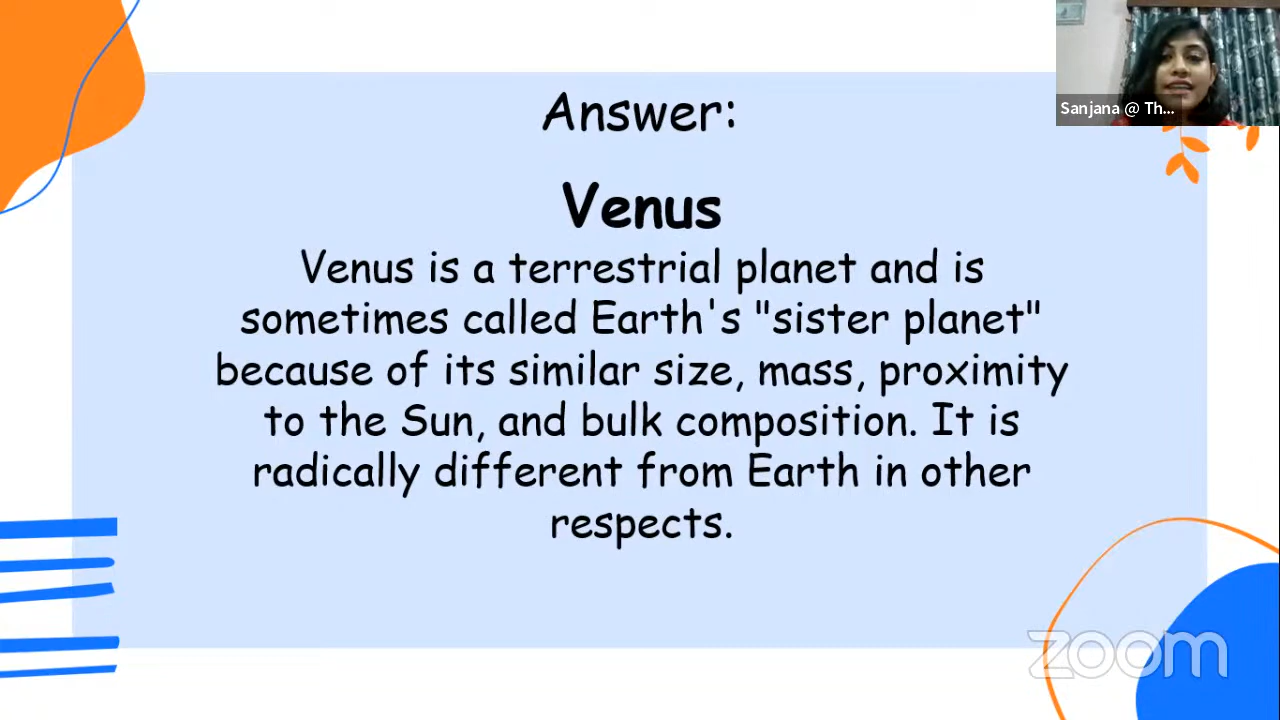 Sanjana @ Th...
Answer:
Venus
Venus is a terrestrial planet and is
sometimes called Earth's "sister planet"
because of its similar size, mass, proximity
to the Sun, and bulk composition. It is
radically different from Earth in other
respects.
zoom